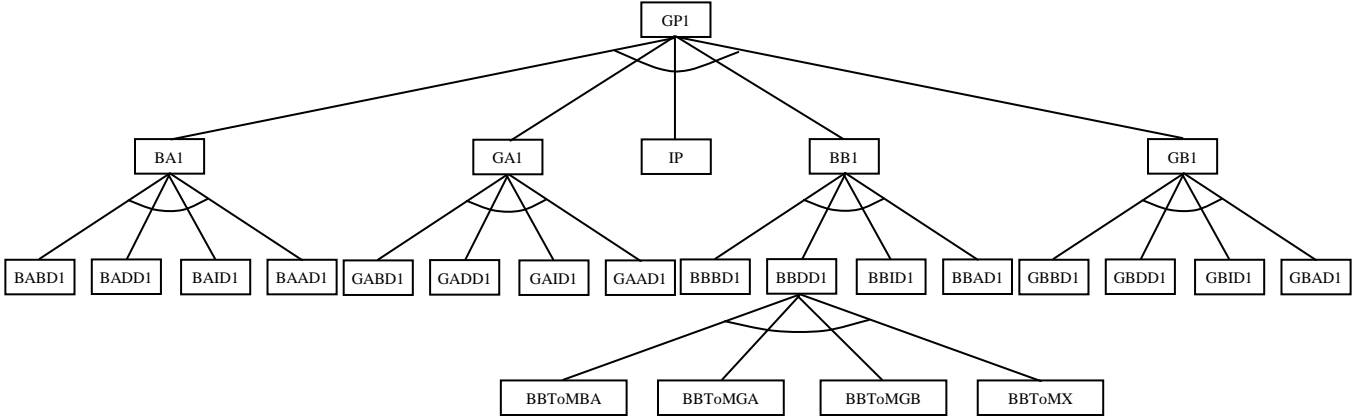 GP1
BA1
GA1
IP
BB1
GB1
BABD1
BADD1
BAID1
BAAD1
GABD1
GADD1
GAID1
GAAD1
BBBD1
BBDD1
BBID1
BBAD1
GBBD1
GBDD1
GBID1
GBAD1
BBToMBA
BBToMGA
BBToMGB
BBToMX